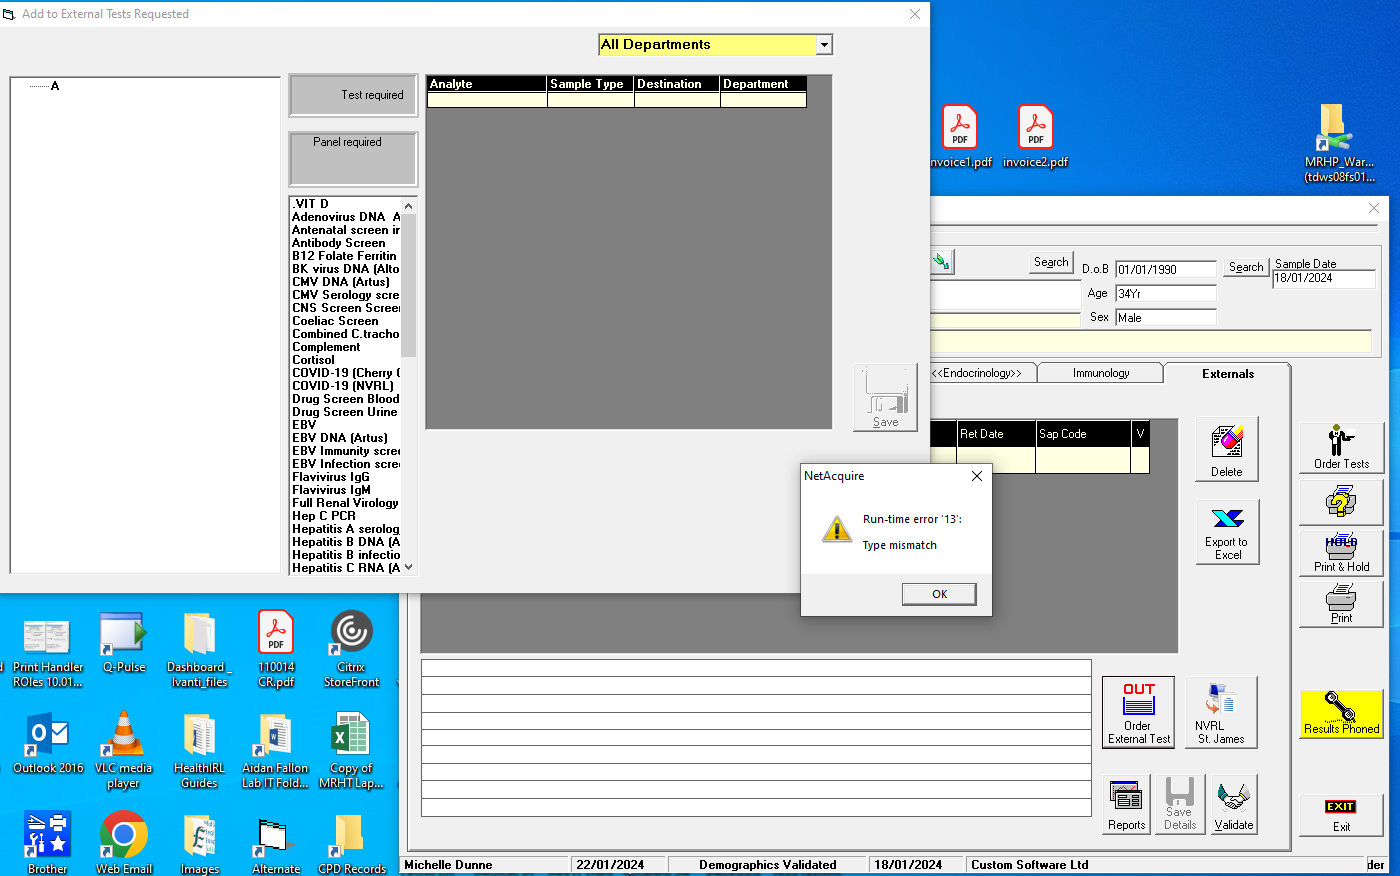 Add to External Tests Requested
All Departments
A
Test required
Panel required
Analyte Sample Type Destination Department
.VIT D
Adenovirus DNA A
Antenatal screen ir
Antibody Screen
B12 Folate Ferritin
BK virus DNA (Alto
CMV DNA (Artus)
CMV Serology scre
CNS Screen Screer
Coeliac Screen
Combined C.tracho
Complement
Cortisol
COVID-19 (Cherry
COVID-19 (NVRL)
Drug Screen Blood
Drug Screen Urine
EBV
EBV DNA (Artus)
EBV Immunity scree
EBV Infection scree
Flavivirus IgG
Flavivirus IgM
Full Renal Virology
Hep C PCR
Hepatitis A serolog
Hepatitis B DNA (A
Hepatitis B infectio
Hepatitis C RNA (A
Save
PDF
nvoice1.pdf
PDF
invoice2.pdf
MRHP_War...
(tdws08fs01...
Search
D.o.B 01/01/1990
Search
Sample Date
18/01/2024
Age 34Yr
Sex Male
<<Endocrinology>> Immunology Externals
Ret Date Sap Code V
Delete
Export to
Excel
Order Tests
HOLD
Print & Hold
Print
Results Phoned
EXIT
Exit
NetAcquire
Run-time error '13':
Type mismatch
OK
OUT
Order
External Test
NVRL
St. James
Reports
Save
Details
Validate
Michelle Dunne 22/01/2024 Demographics Validated 18/01/2024 Custom Software Ltd der
Print Handler
ROles 10.01...
Q-Pulse
Dashboard _
Ivanti_files
PDF
110014
CR.pdf
Citrix
StoreFront
Outlook 2016
VLC media
player
HealthIRL
Guides
Aidan Fallon
Lab IT Fold...
Copy of
MRHT Lap...
Brother
Web Email
Images
Alternate
CPD Records